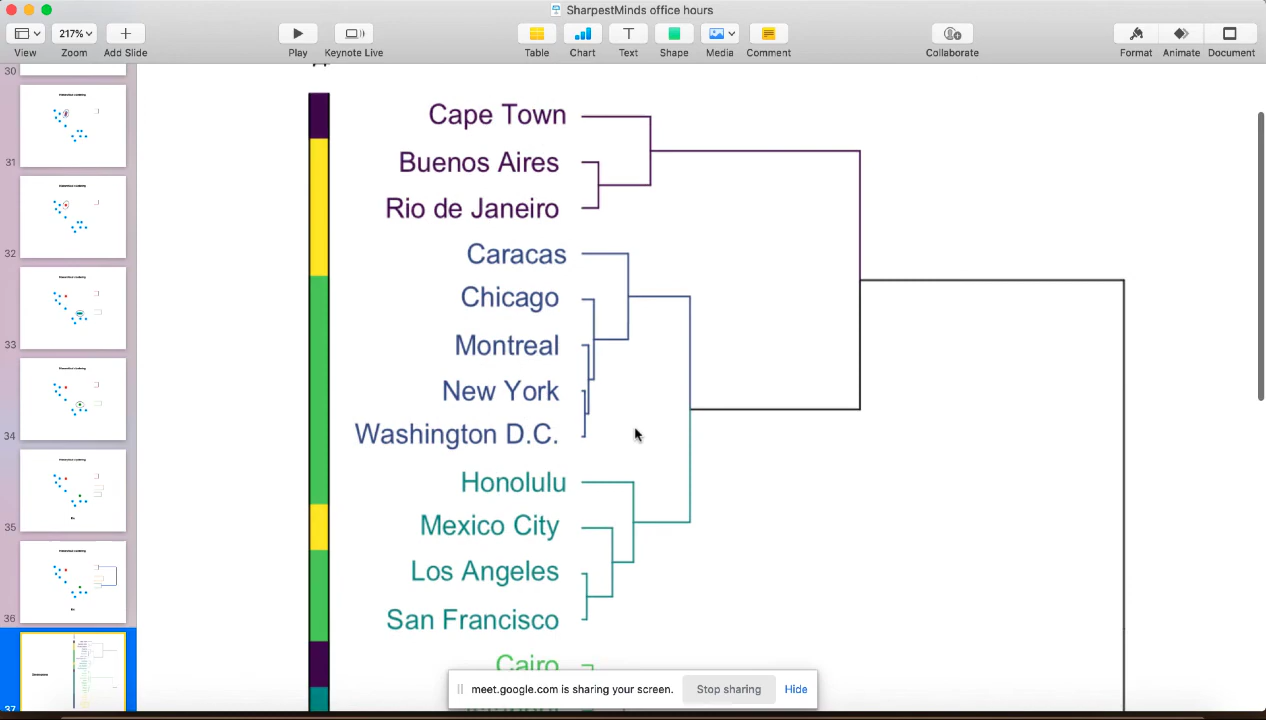 SharpestMinds office hours
217%
View
Zoom
Add Slide
Play
Keynote Live
Table
Chart
Text
Shape
Media
Comment
Collaborate
Format
Animate
Document
30
31
32
33
34
35
36
37
Cape Town
Buenos Aires
Rio de Janeiro
Caracas
Chicago
Montreal
New York
Washington D.C.
Honolulu
Mexico City
Los Angeles
San Francisco
Cairo
meet.google.com is sharing your screen.
Stop sharing
Hide